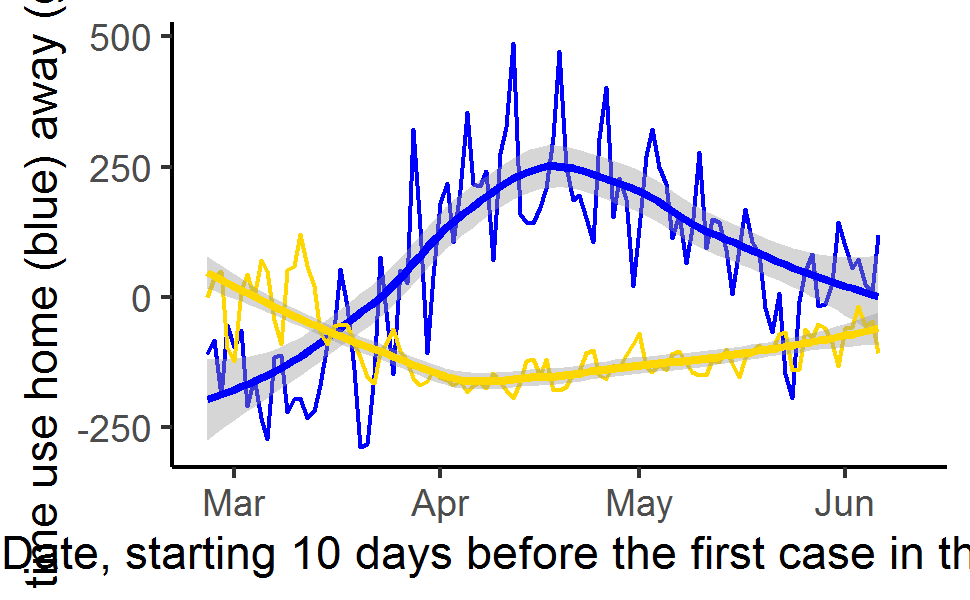 time use home (blue) away (
500
250
0
-250
Mar Apr May Jun
Date, starting 10 days before the first case in th